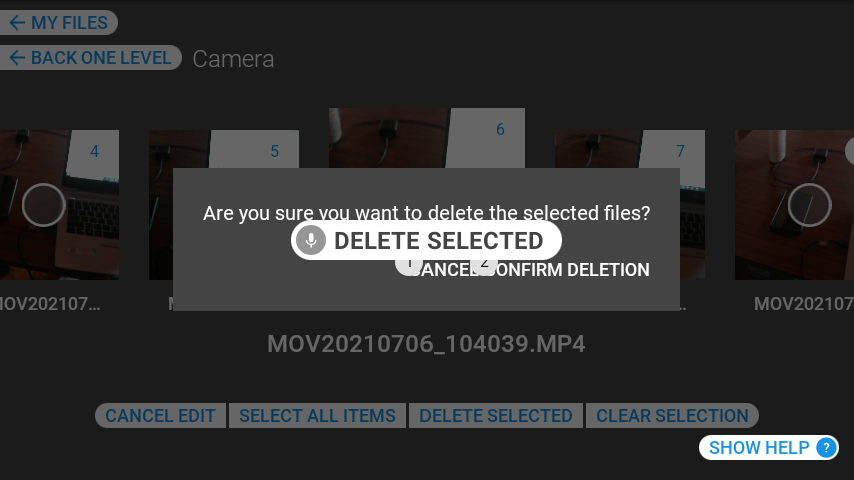 MY FILES
BACK ONE LEVEL Camera
4 5 6 7
Are you sure you want to delete the selected files?
DELETE SELECTED
1 CANCEL 2 CONFIRM DELETION
MOV202107...
MOV202107
MOV20210706_104039.MP4
CANCEL EDIT SELECT ALL ITEMS DELETE SELECTED CLEAR SELECTION
SHOW HELP ?